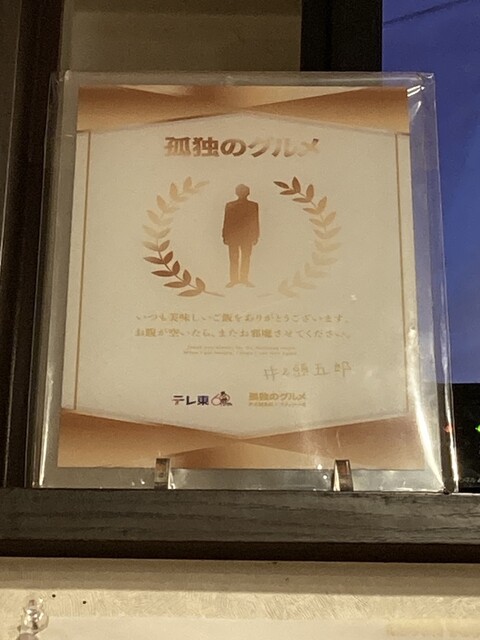 孤独のグルメ
いつも美味しいご飯をありがとうございます。
お腹が空いたら、またお邪魔させてください。
井之頭五郎
テレ東
孤独のグルメ